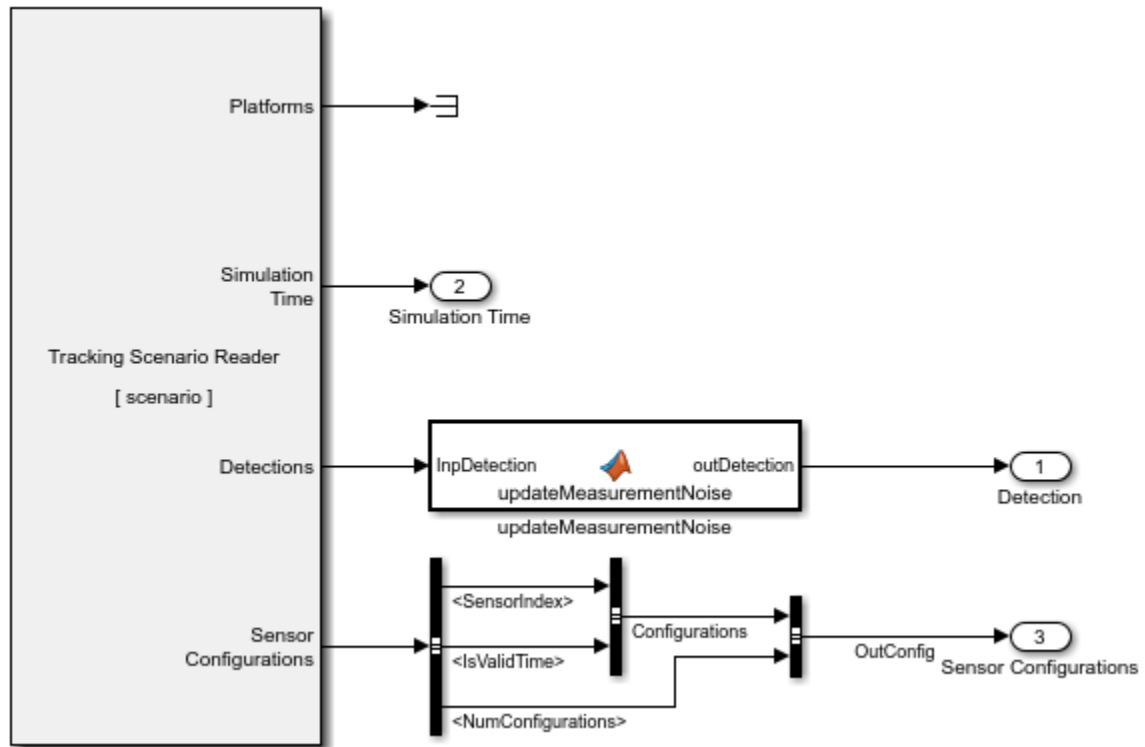 Platforms
Simulation
Time
2
Simulation Time
Tracking Scenario Reader
[ scenario ]
Detections
InpDetection
outDetection
updateMeasurementNoise
updateMeasurementNoise
1
Detection
Sensor
Configurations
<SensorIndex>
<IsValidTime>
<NumConfigurations>
Configurations
OutConfig
3
Sensor Configurations